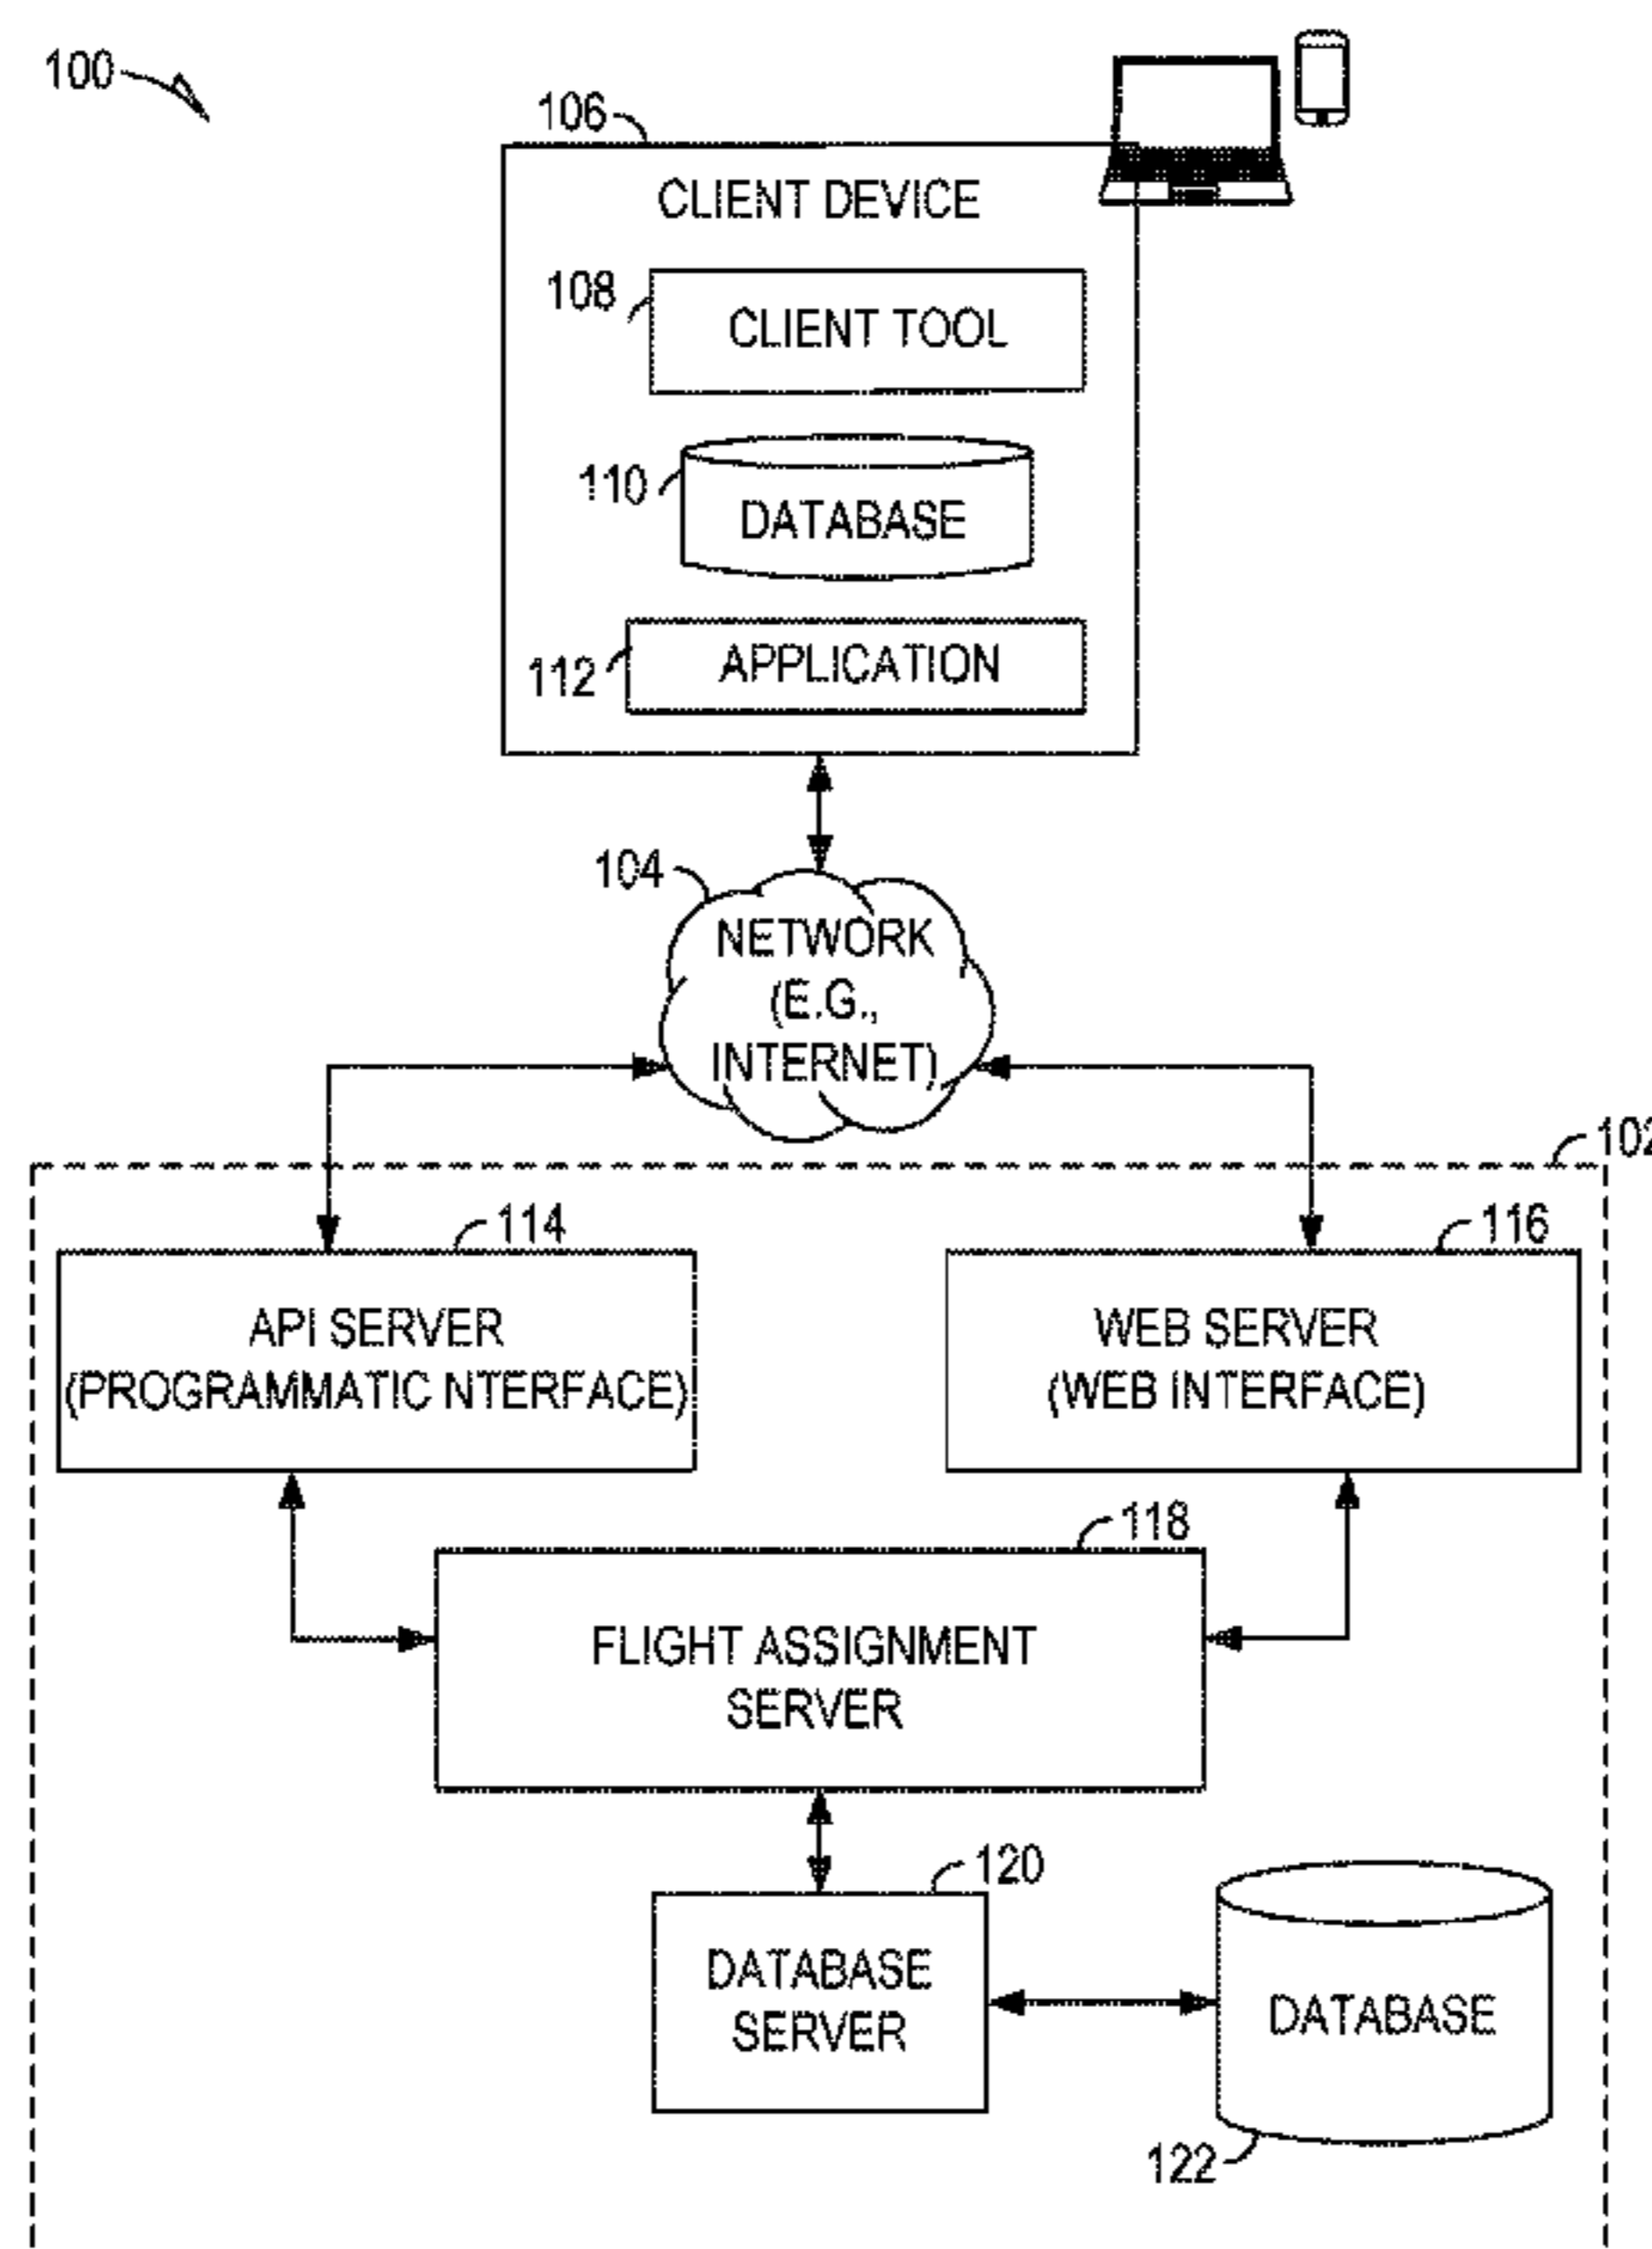 100
106
CLIENT DEVICE
108
CLIENT TOOL
110
DATABASE
112
APPLICATION
104
NETWORK
(E.G.,
INTERNET)
102
114
API SERVER
(PROGRAMMATIC NTERFACE)
116
WEB SERVER
(WEB INTERFACE)
118
FLIGHT ASSIGNMENT
SERVER
120
DATABASE
SERVER
DATABASE
122